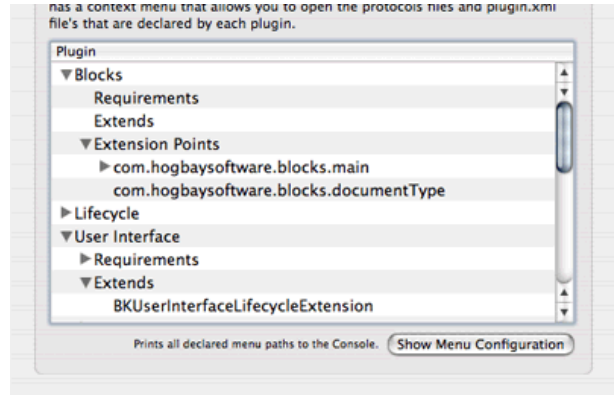 has a context menu that allows you to open the protocols files and plugin.xml
file's that are declared by each plugin.
Plugin
Blocks
Requirements
Extends
Extension Points
com.hogbaysoftware.blocks.main
com.hogbaysoftware.blocks.documentType
Lifecycle
User Interface
Requirements
Extends
BKUserInterfaceLifecycleExtension
Prints all declared menu paths to the Console. Show Menu Configuration